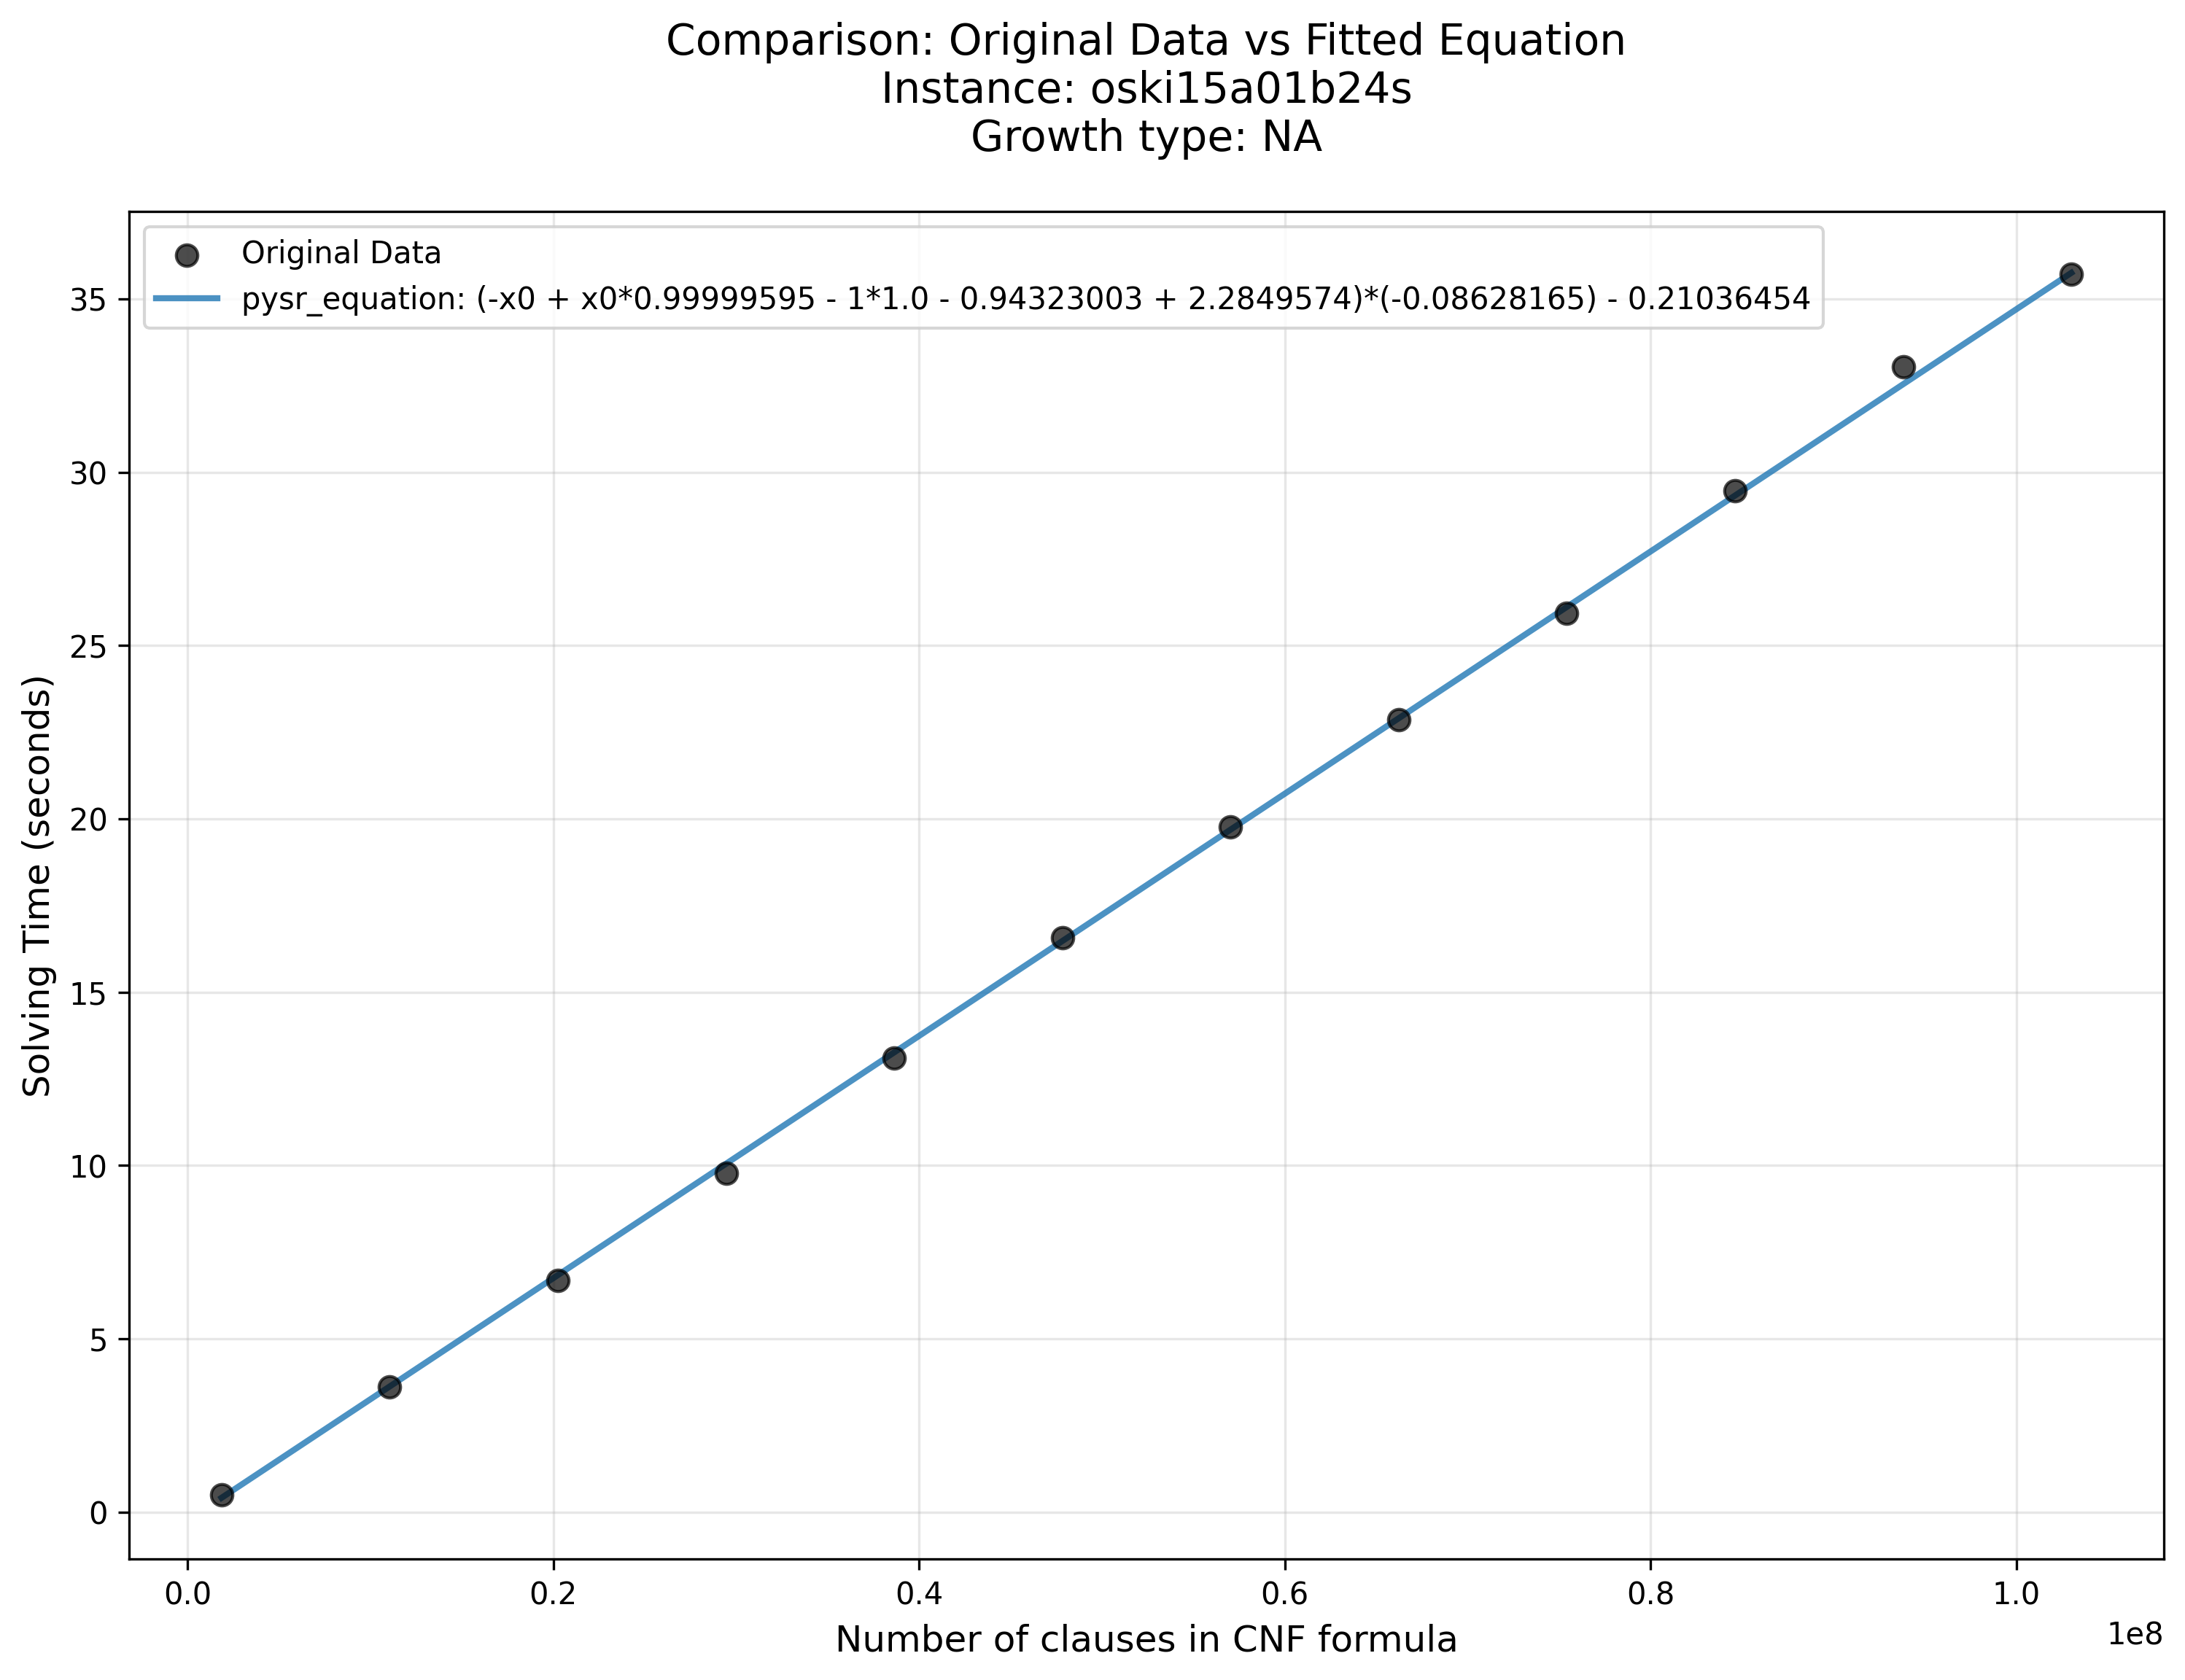 Comparison: Original Data vs Fitted Equation
Instance: oski15a01b24s
Growth type: NA
Original Data
pysr_equation: (-x0 + x0*0.99999595 - 1*1.0 - 0.94323003 + 2.2849574)*(-0.08628165) - 0.21036454
35
30
25
20
15
10
5
0
Solving Time (seconds)
0.0 0.2 0.4 0.6 0.8 1.0
1e8
Number of clauses in CNF formula